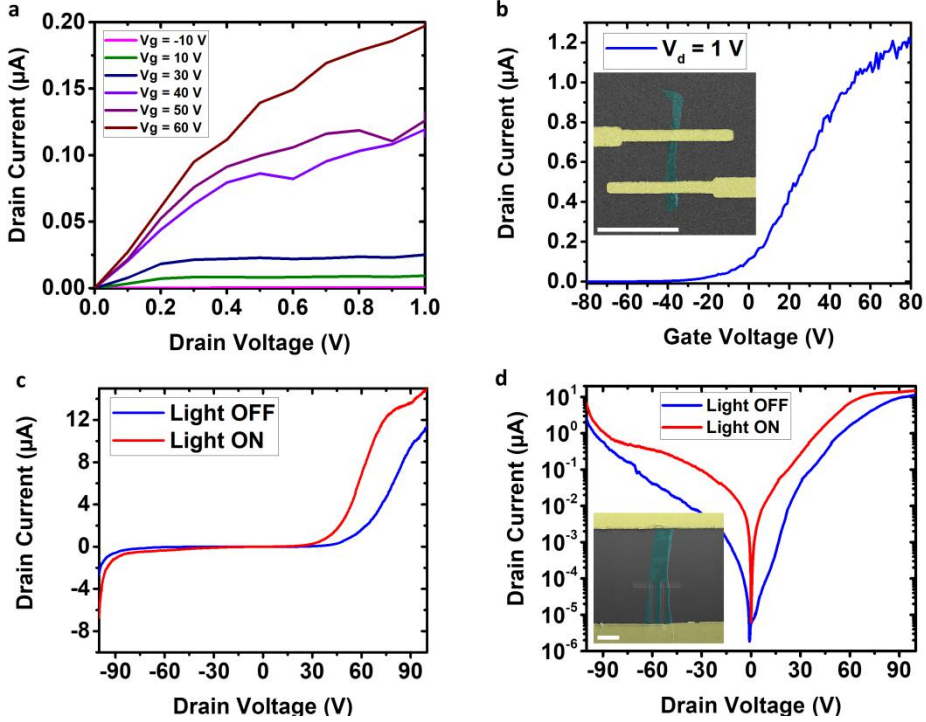 a
Drain Current (µA)
0.20
0.15
0.10
0.05
0.00
Vg = -10 V
Vg = 10 V
Vg = 30 V
Vg = 40 V
Vg = 50 V
Vg = 60 V
0.0 0.2 0.4 0.6 0.8 1.0
Drain Voltage (V)
b
Drain Current (µA)
1.2
1.0
0.8
0.6
0.4
0.2
0.0
V_d = 1 V
-80 -60 -40 -20 0 20 40 60 80
Gate Voltage (V)
c
Drain Current (µA)
12
8
4
0
-4
-8
Light OFF
Light ON
-90 -60 -30 0 30 60 90
Drain Voltage (V)
d
Drain Current (µA)
10^1
10^0
10^-1
10^-2
10^-3
10^-4
10^-5
10^-6
Light OFF
Light ON
-90 -60 -30 0 30 60 90
Drain Voltage (V)